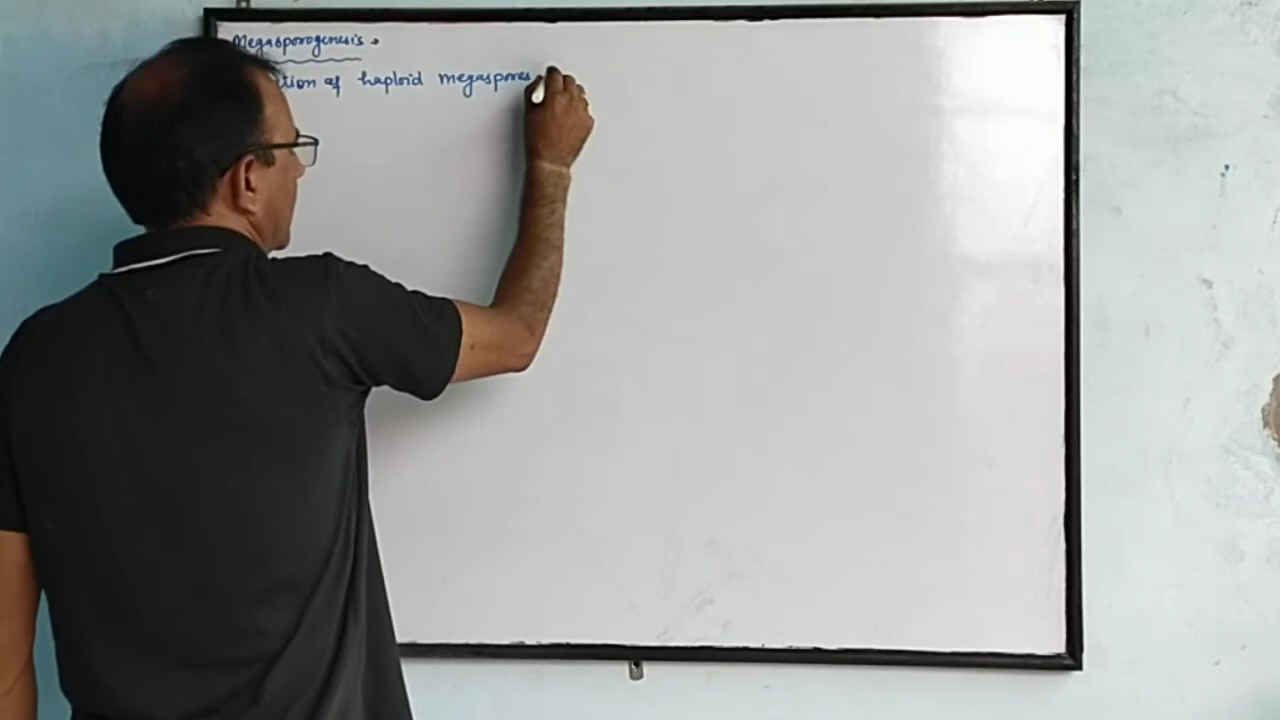 Megasporogenesis →
of haploid megaspores